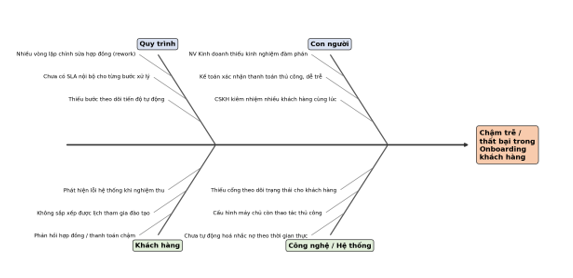 Quy trình
Con người
Nhiều vòng lặp chỉnh sửa hợp đồng (rework)
NV Kinh doanh thiếu kinh nghiệm đàm phán
Chưa có SLA nội bộ cho từng bước xử lý
Kế toán xác nhận thanh toán thủ công, dễ trễ
Thiếu bước theo dõi tiến độ tự động
CSKH kiêm nhiệm nhiều khách hàng cùng lúc
Chậm trễ /
thất bại trong
Onboarding
khách hàng
Phát hiện lỗi hệ thống khi nghiệm thu
Thiếu cổng theo dõi trạng thái cho khách hàng
Không sắp xếp được lịch tham gia đào tạo
Cấu hình máy chủ còn thao tác thủ công
Phản hồi hợp đồng / thanh toán chậm
Chưa tự động hoá nhắc nợ theo thời gian thực
Khách hàng
Công nghệ / Hệ thống